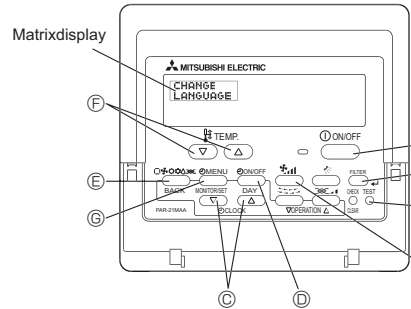 Matrixdisplay
MITSUBISHI ELECTRIC
CHANGE
LANGUAGE
F
TEMP.
ON/OFF
E
MENU
ON/OFF
FILTER
BACK
MONITOR/SET
DAY
CHECK TEST
G
PAR-21MAA
CLOCK
OPERATION
CLEAR
C
D